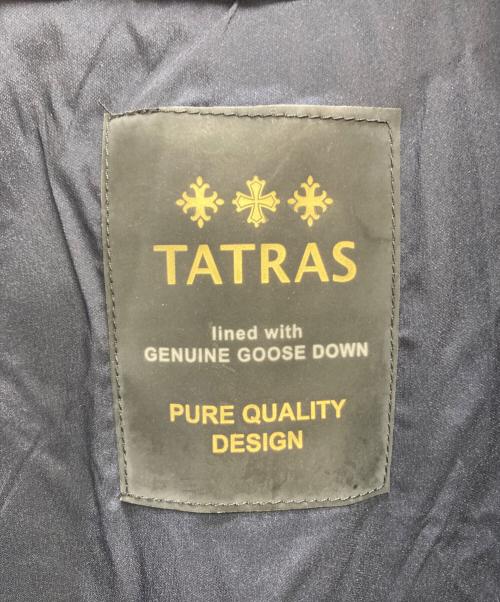 TATRAS
lined with
GENUINE GOOSE DOWN
PURE QUALITY
DESIGN